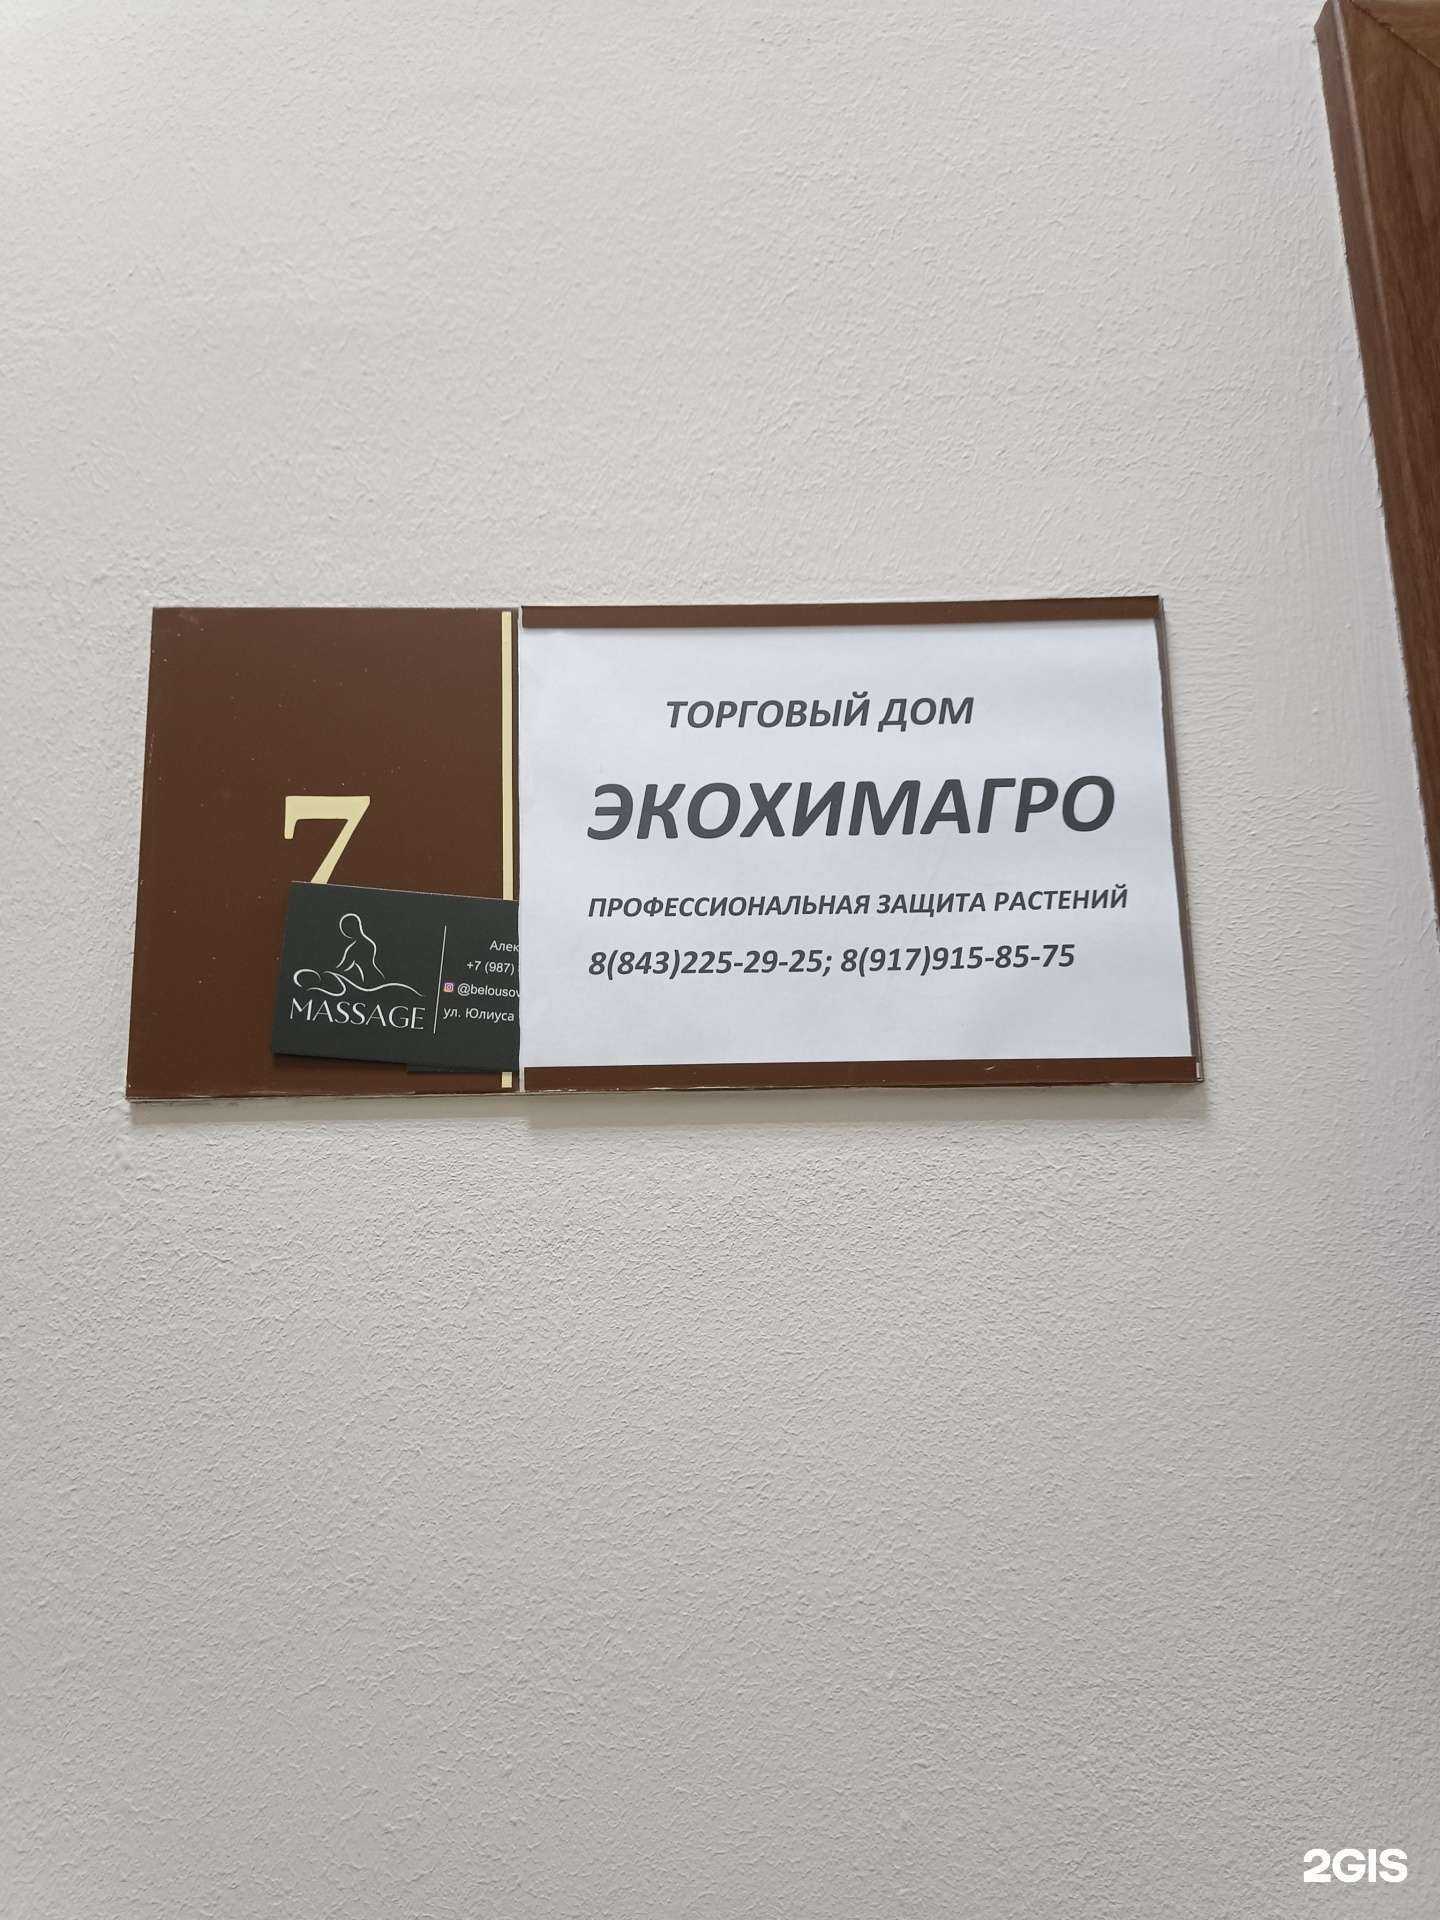 7
ТОРГОВЫЙ ДОМ
ЭКОХИМАГРО
ПРОФЕССИОНАЛЬНАЯ ЗАЩИТА РАСТЕНИЙ
8(843)225-29-25; 8(917)915-85-75
MASSAGE
Алек
+7 (987)
@belousov
ул. Юлиуса
2GIS